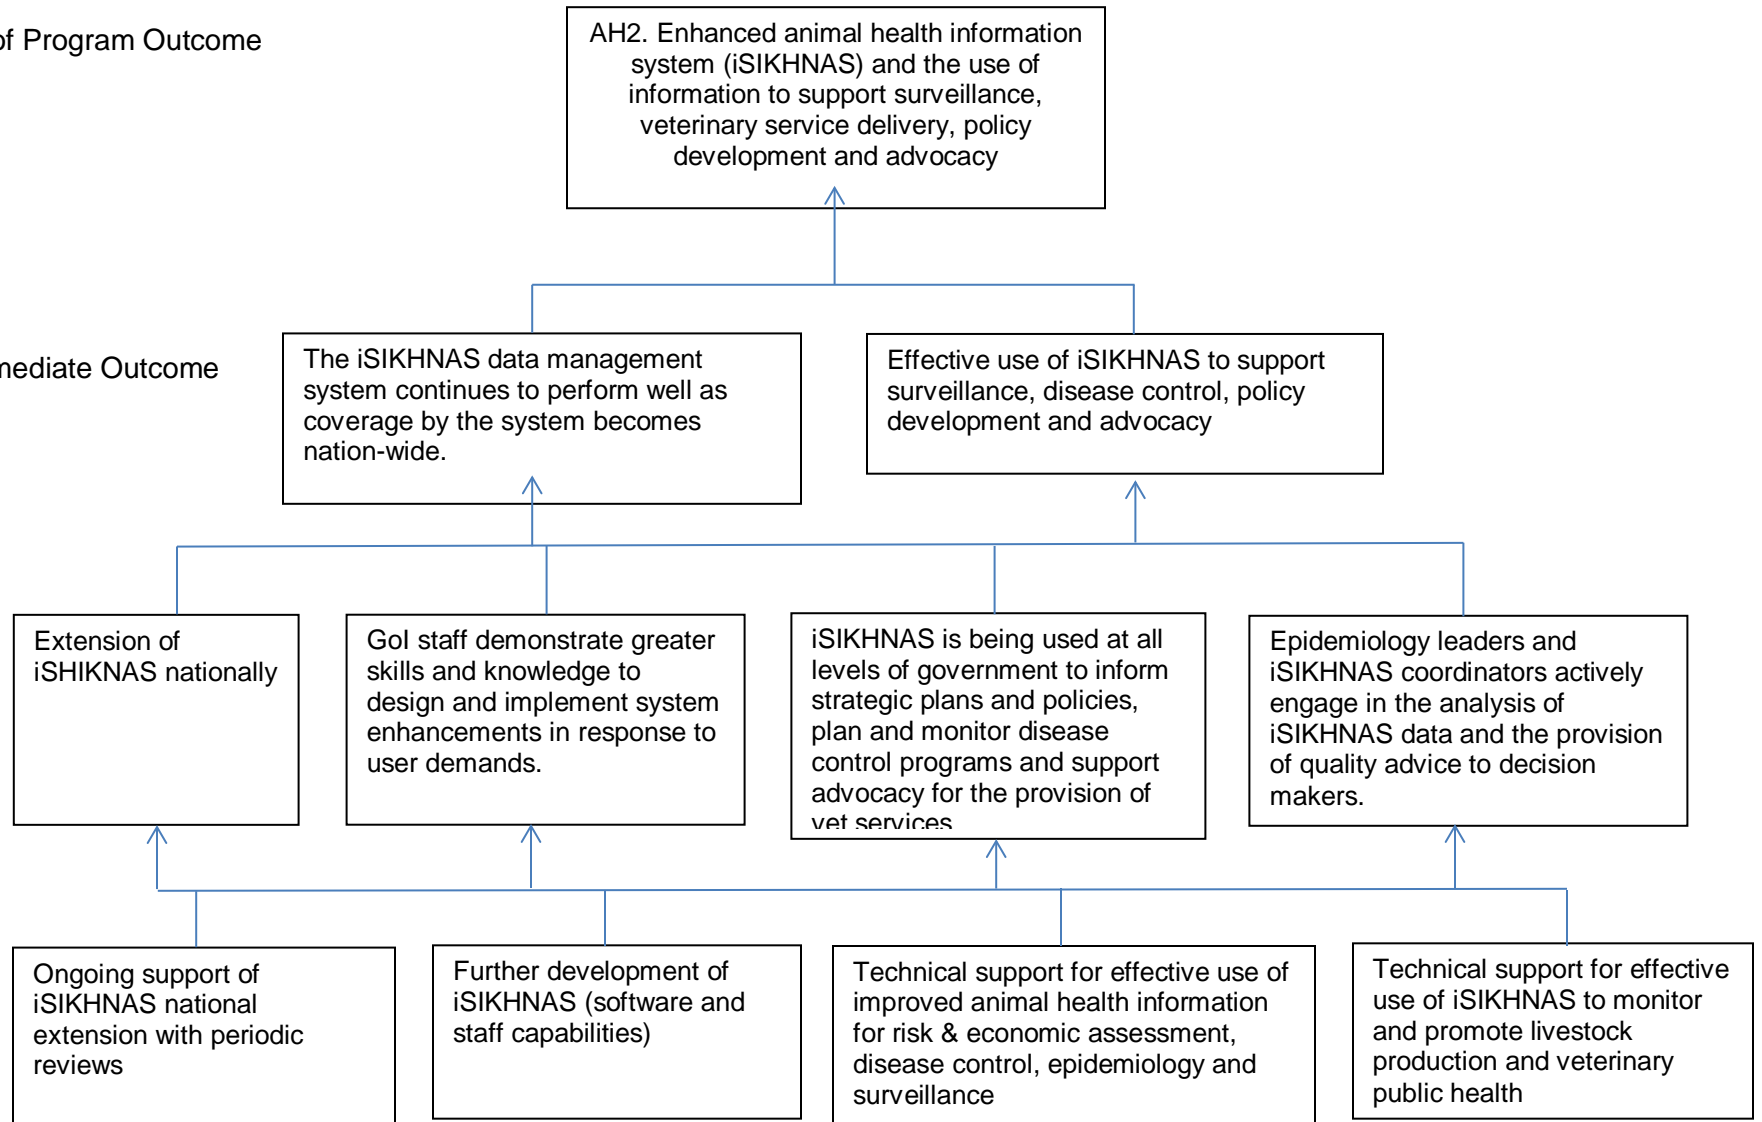 of Program Outcome
AH2. Enhanced animal health information
system (iSIKHNAS) and the use of
information to support surveillance,
veterinary service delivery, policy
development and advocacy
mediate Outcome
The iSIKHNAS data management
system continues to perform well as
coverage by the system becomes
nation-wide.
Effective use of iSIKHNAS to support
surveillance, disease control, policy
development and advocacy
Extension of
iSHIKNAS nationally
GoI staff demonstrate greater
skills and knowledge to
design and implement system
enhancements in response to
user demands.
iSIKHNAS is being used at all
levels of government to inform
strategic plans and policies,
plan and monitor disease
control programs and support
advocacy for the provision of
vet services
Epidemiology leaders and
iSIKHNAS coordinators actively
engage in the analysis of
iSIKHNAS data and the provision
of quality advice to decision
makers.
Ongoing support of
iSIKHNAS national
extension with periodic
reviews
Further development of
iSIKHNAS (software and
staff capabilities)
Technical support for effective use of
improved animal health information
for risk & economic assessment,
disease control, epidemiology and
surveillance
Technical support for effective
use of iSIKHNAS to monitor
and promote livestock
production and veterinary
public health